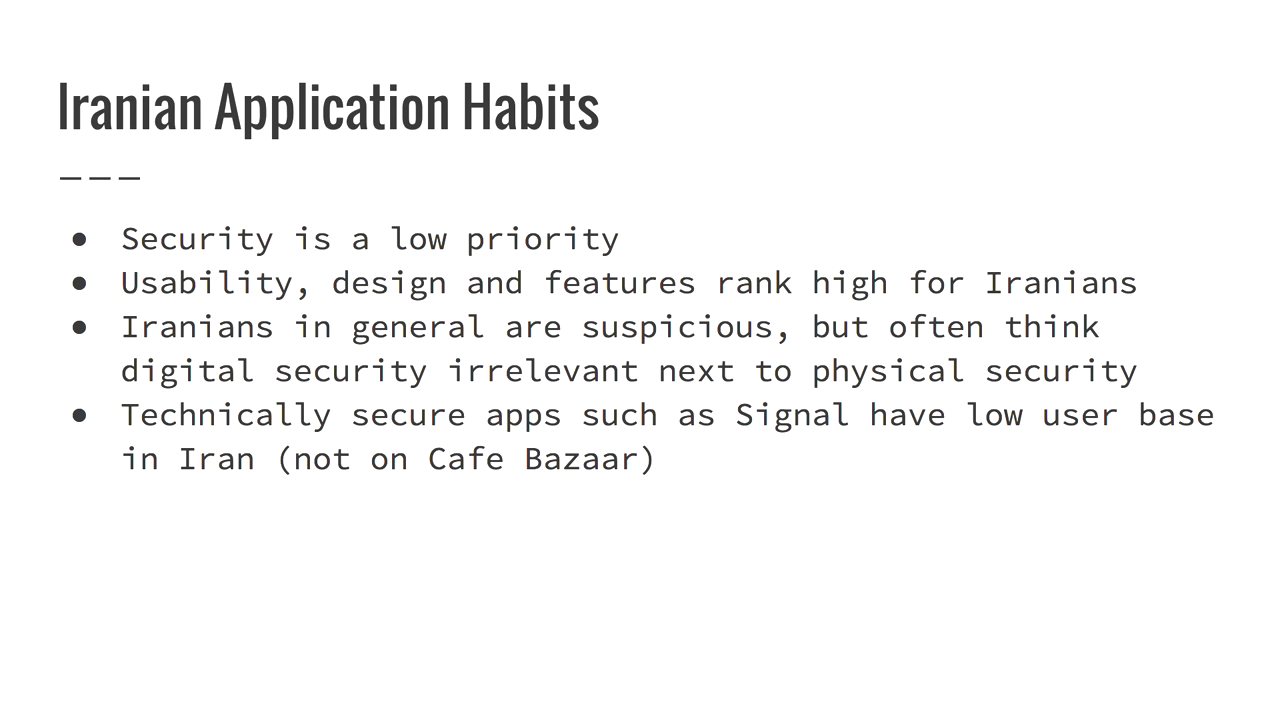 Iranian Application Habits
● Security is a low priority
● Usability, design and features rank high for Iranians
● Iranians in general are suspicious, but often think
digital security irrelevant next to physical security
● Technically secure apps such as Signal have low user base
in Iran (not on Cafe Bazaar)